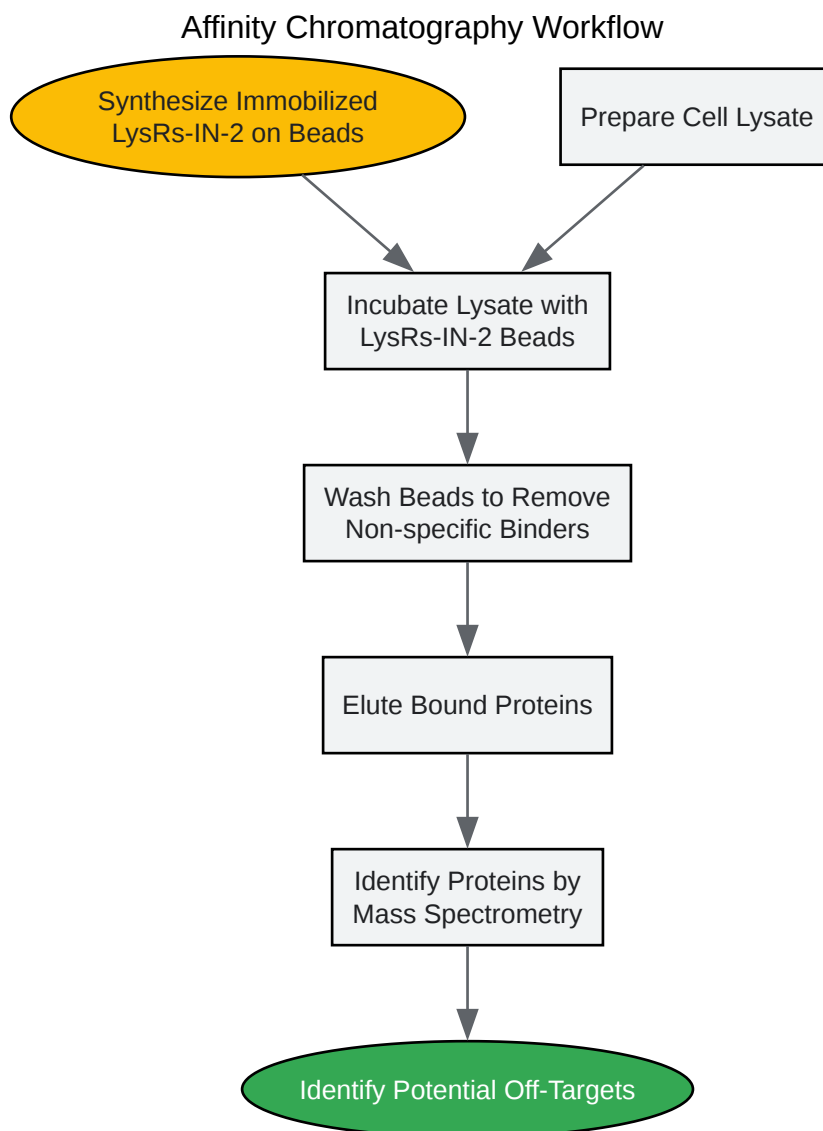 Affinity Chromatography Workflow
Synthesize Immobilized
LysRs-IN-2 on Beads
Prepare Cell Lysate
Incubate Lysate with
LysRs-IN-2 Beads
Wash Beads to Remove
Non-specific Binders
Elute Bound Proteins
Identify Proteins by
Mass Spectrometry
Identify Potential Off-Targets